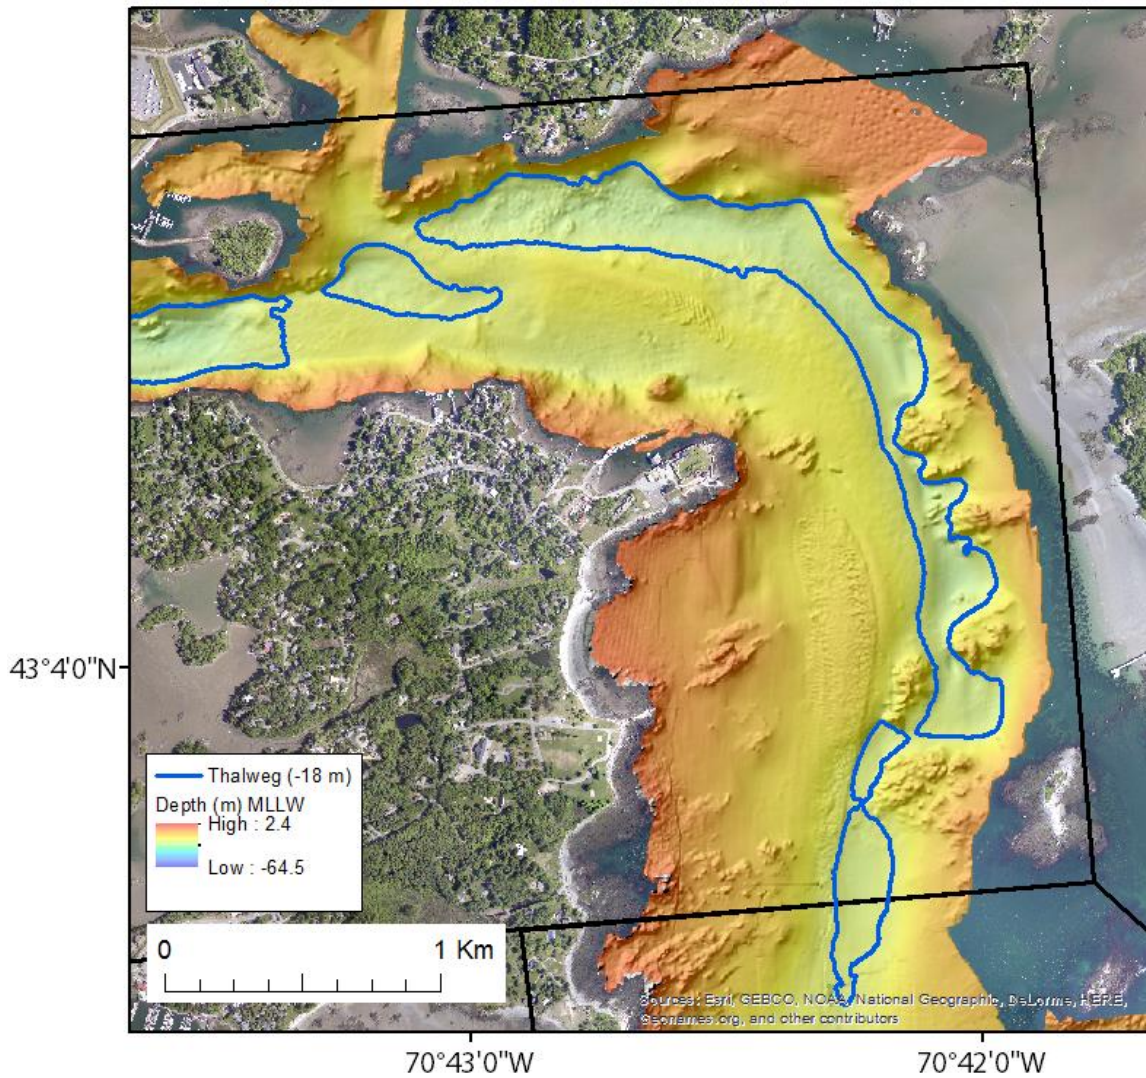 43°4'0"N
Thalweg (-18 m)
Depth (m) MLLW
High : 2.4
Low : -64.5
0 1 Km
Sources: Esri, GEBCO, NOAA, National Geographic, DeLorme, HERE,
Geonames.org, and other contributors
70°43'0"W 70°42'0"W